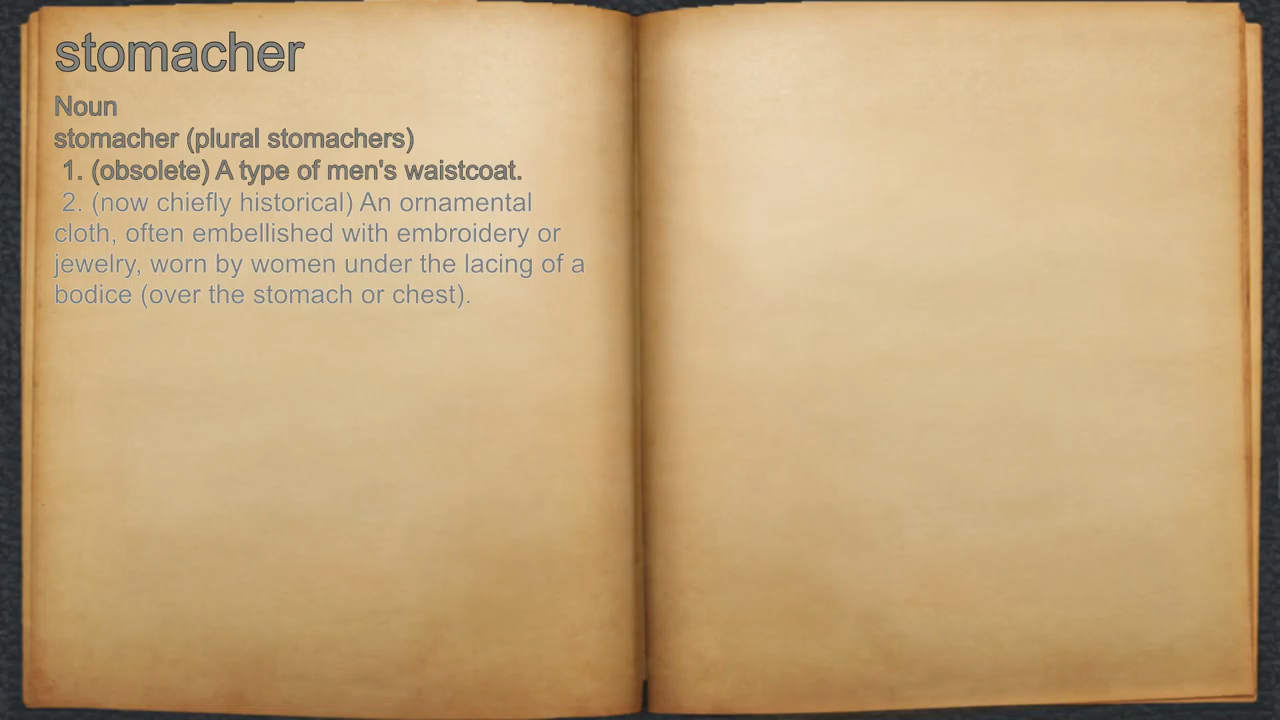 stomacher
Noun
stomacher (plural stomachers)
1. (obsolete) A type of men's waistcoat.
2. (now chiefly historical) An ornamental
cloth, often embellished with embroidery or
jewelry, worn by women under the lacing of a
bodice (over the stomach or chest).